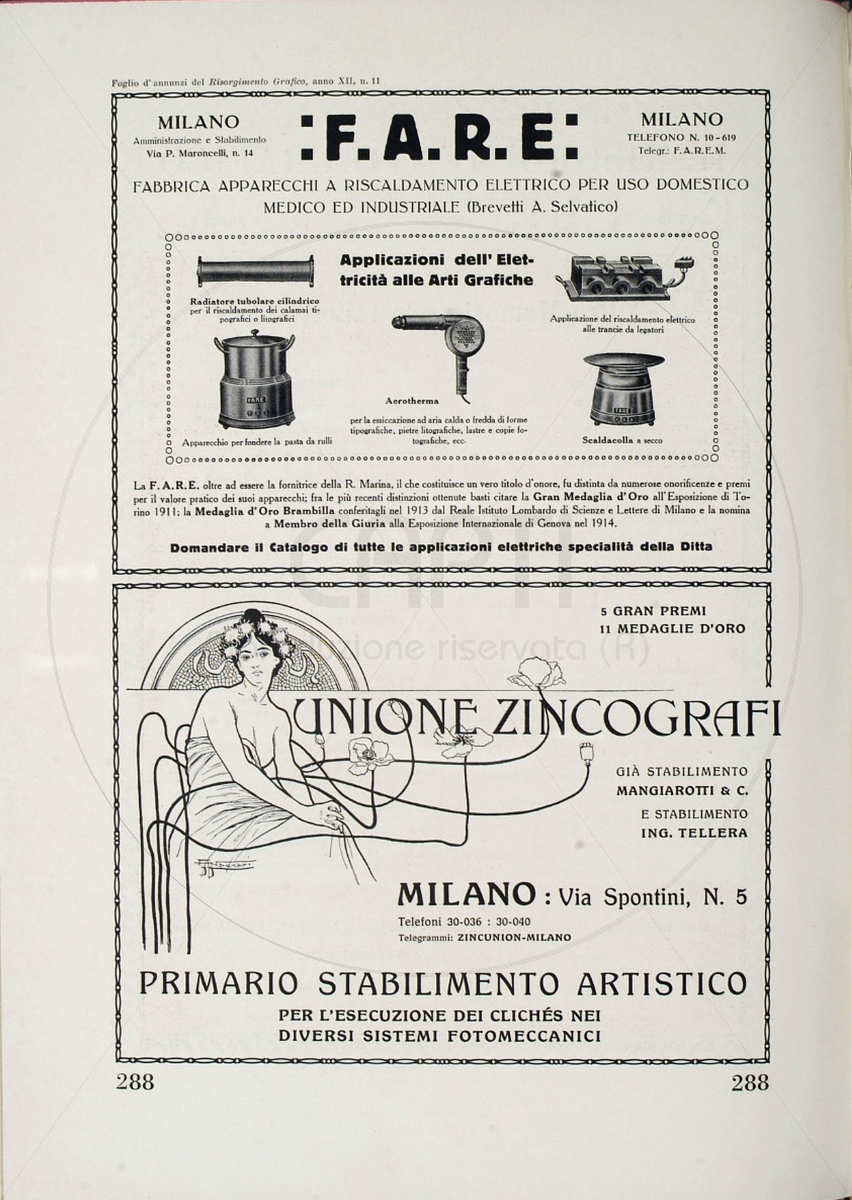 Foglio d'annunzi del Risorgimento Grafico, anno XII, n. 11
MILANO
Amministrazione e Stabilimento
Via P. Maroncelli, n. 14
:F.A.R.E:
MILANO
TELEFONO N. 10-619
Telegr.: F.A.R.E.M.
FABBRICA APPARECCHI A RISCALDAMENTO ELETTRICO PER USO DOMESTICO
MEDICO ED INDUSTRIALE (Brevetti A. Selvatico)
Applicazioni dell'Elet-
tricità alle Arti Grafiche
Radiatore tubolare cilindrico
per il riscaldamento dei calamai ti-
pografici o litografici
Applicazione del riscaldamento elettrico
alle trancie da legatori
FARE
Apparecchio per fondere la pasta da rulli
Aerotherma
per la essiccazione ad aria calda o fredda di forme
tipografiche, pietre litografiche, lastre e copie fo-
tografiche, ecc.
FARE
Scaldacolla a secco
La F.A.R.E. oltre ad essere la fornitrice della R. Marina, il che costituisce un vero titolo d'onore, fu distinta da numerose onorificenze e premi
per il valore pratico dei suoi apparecchi; fra le più recenti distinzioni ottenute basti citare la Gran Medaglia d'Oro all'Esposizione di To-
rino 1911; la Medaglia d'Oro Brambilla conferitagli nel 1913 dal Reale Istituto Lombardo di Scienze e Lettere di Milano e la nomina
a Membro della Giuria alla Esposizione Internazionale di Genova nel 1914.
Domandare il Catalogo di tutte le applicazioni elettriche specialità della Ditta
CAPTI
riservata (R)
5 GRAN PREMI
11 MEDAGLIE D'ORO
UNIONE ZINCOGRAFI
GIÀ STABILIMENTO
MANGIAROTTI & C.
E STABILIMENTO
ING. TELLERA
MILANO: Via Spontini, N. 5
Telefoni 30-036 : 30-040
Telegrammi: ZINCUNION-MILANO
PRIMARIO STABILIMENTO ARTISTICO
PER L'ESECUZIONE DEI CLICHÉS NEI
DIVERSI SISTEMI FOTOMECCANICI
288
288